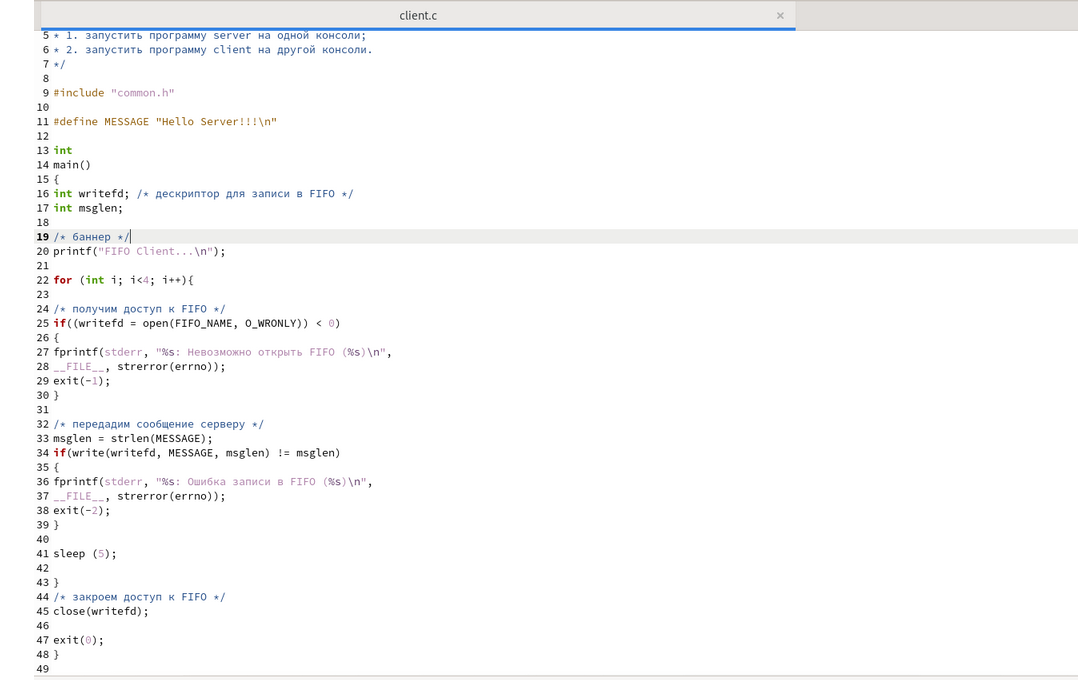 client.c ×
5 * 1. запустить программу server на одной консоли;
6 * 2. запустить программу client на другой консоли.
7 */
8
9 #include "common.h"
10
11 #define MESSAGE "Hello Server!!!\n"
12
13 int
14 main()
15 {
16 int writefd; /* дескриптор для записи в FIFO */
17 int msglen;
18
19 /* баннер */
20 printf("FIFO Client...\n");
21
22 for (int i; i<4; i++){
23
24 /* получим доступ к FIFO */
25 if((writefd = open(FIFO_NAME, O_WRONLY)) < 0)
26 {
27 fprintf(stderr, "%s: Невозможно открыть FIFO (%s)\n",
28 __FILE__, strerror(errno));
29 exit(-1);
30 }
31
32 /* передадим сообщение серверу */
33 msglen = strlen(MESSAGE);
34 if(write(writefd, MESSAGE, msglen) != msglen)
35 {
36 fprintf(stderr, "%s: Ошибка записи в FIFO (%s)\n",
37 __FILE__, strerror(errno));
38 exit(-2);
39 }
40
41 sleep (5);
42
43 }
44 /* закроем доступ к FIFO */
45 close(writefd);
46
47 exit(0);
48 }
49